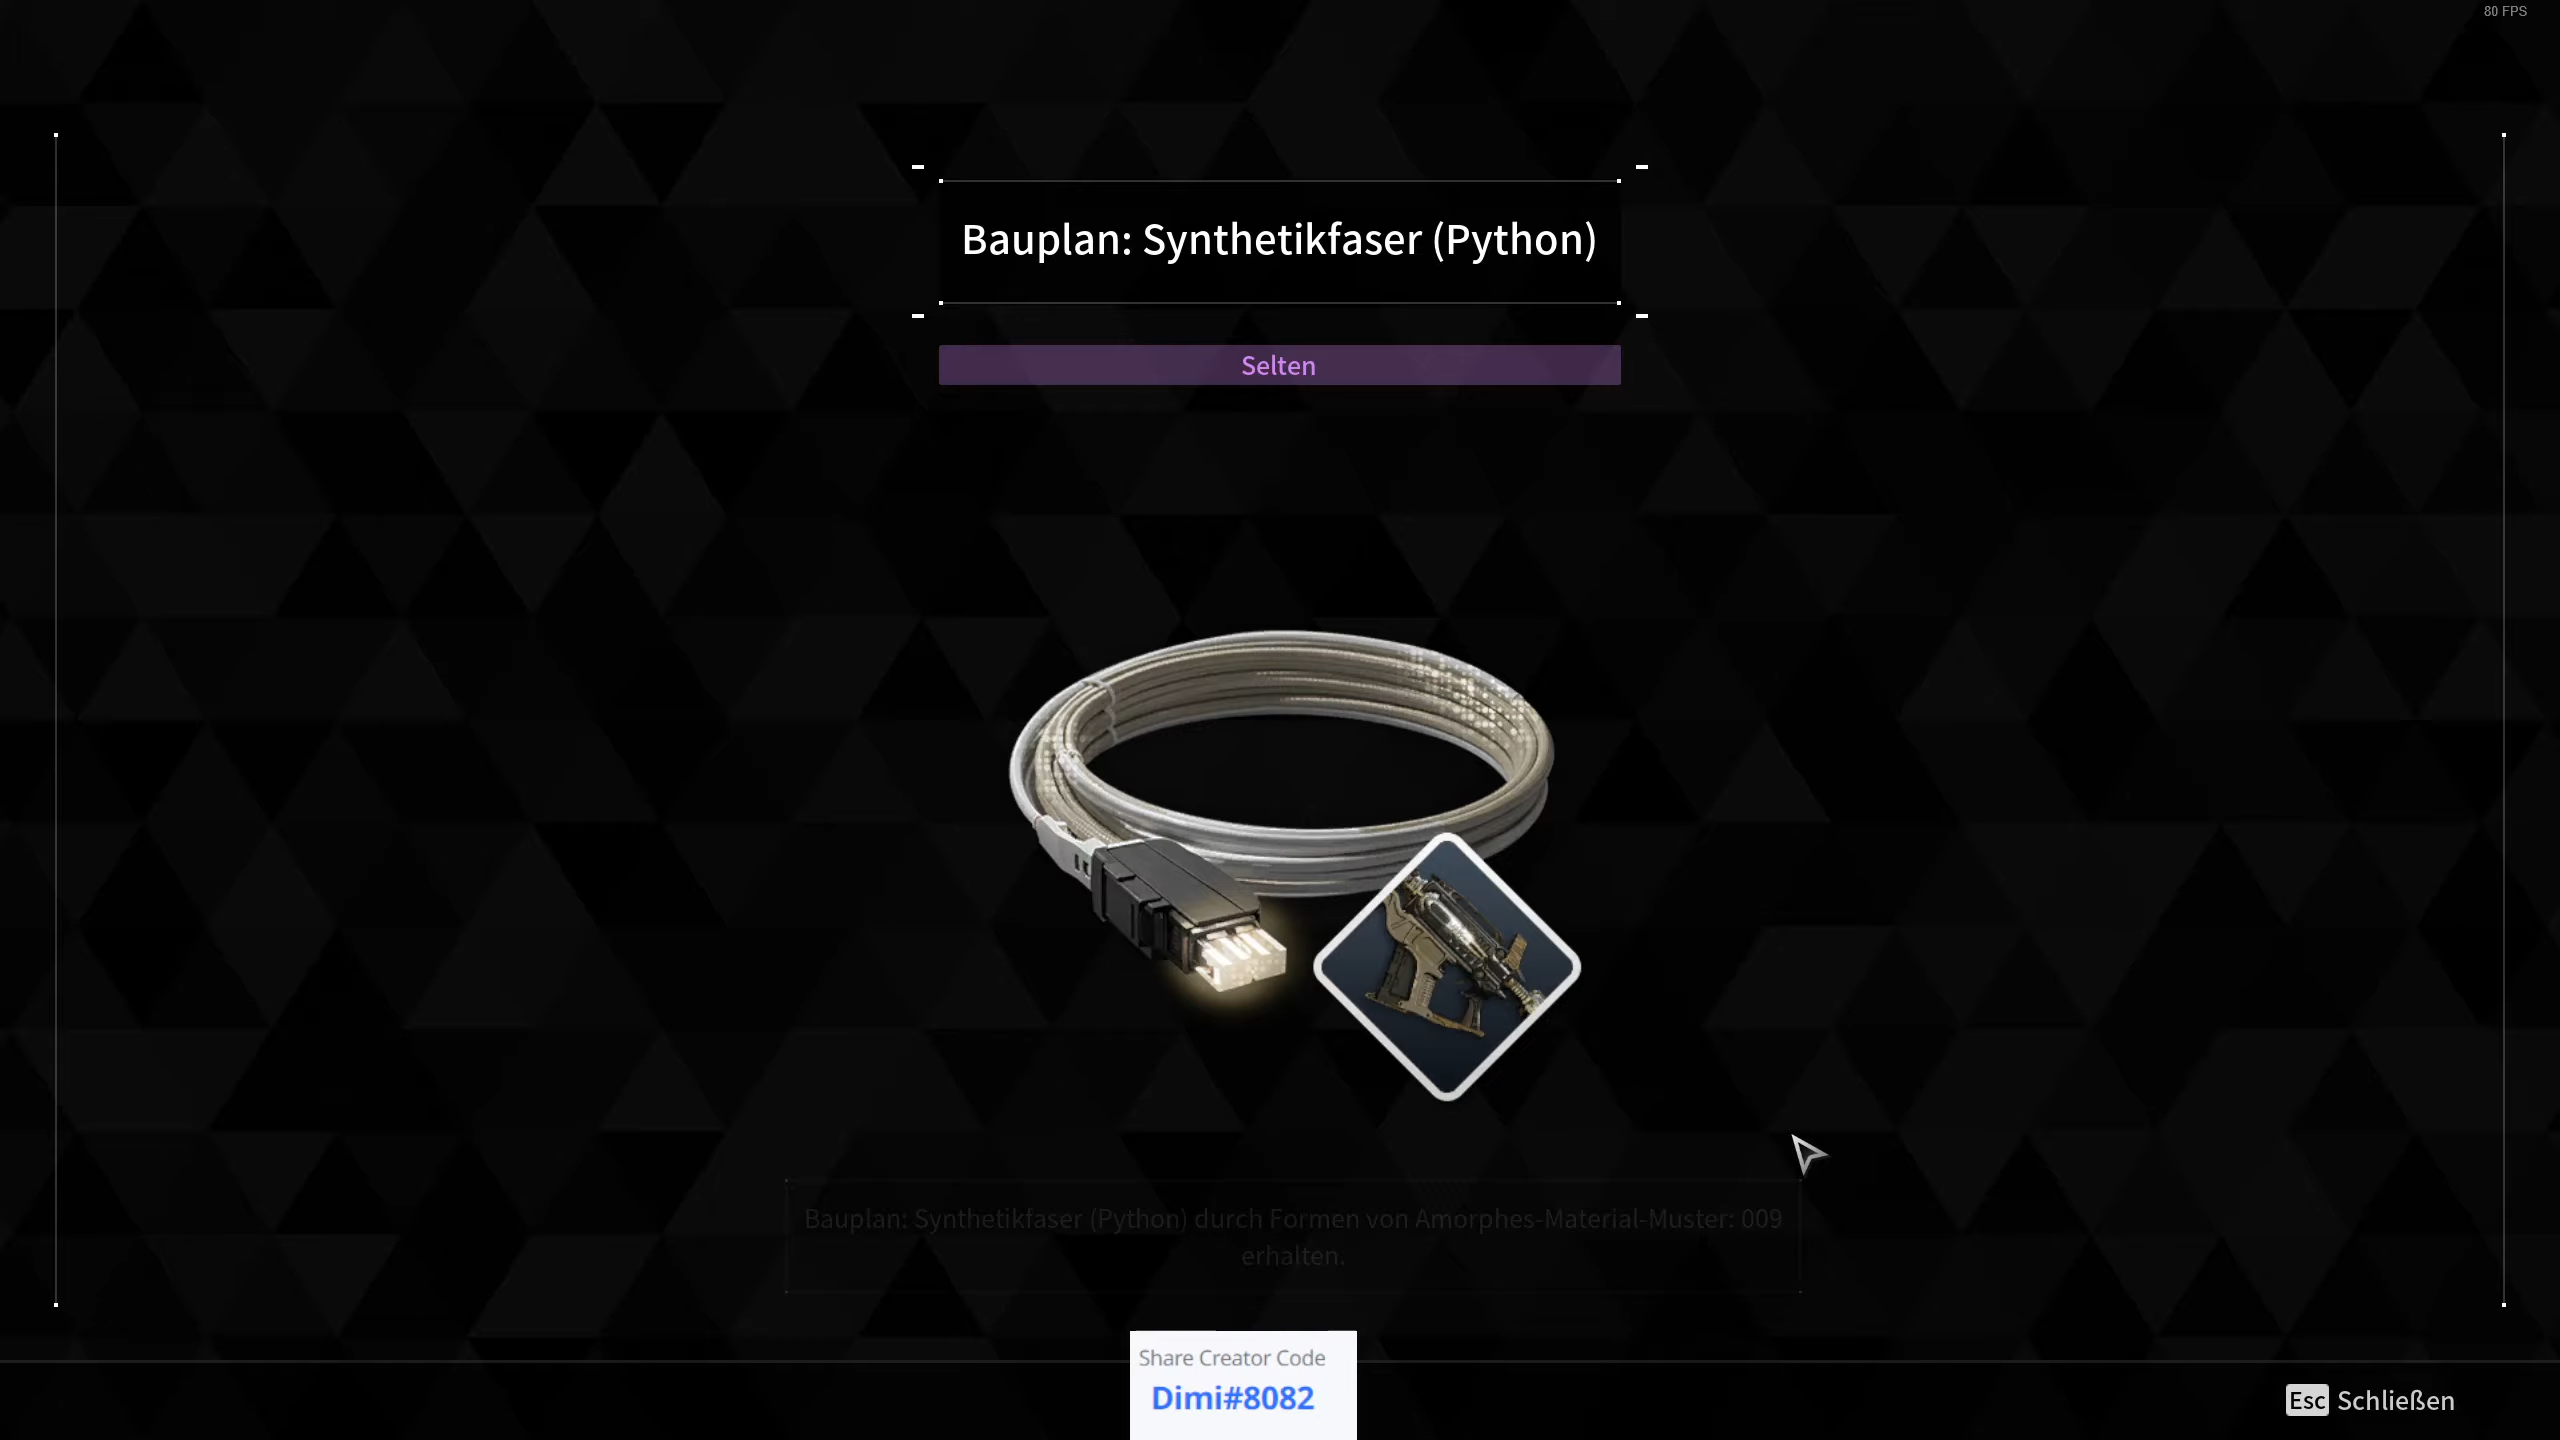 80 FPS
Bauplan: Synthetikfaser (Python)
Selten
Bauplan: Synthetikfaser (Python) durch Formen von Amorphes-Material-Muster: 009
erhalten.
Share Creator Code
Dimi#8082
Esc Schließen